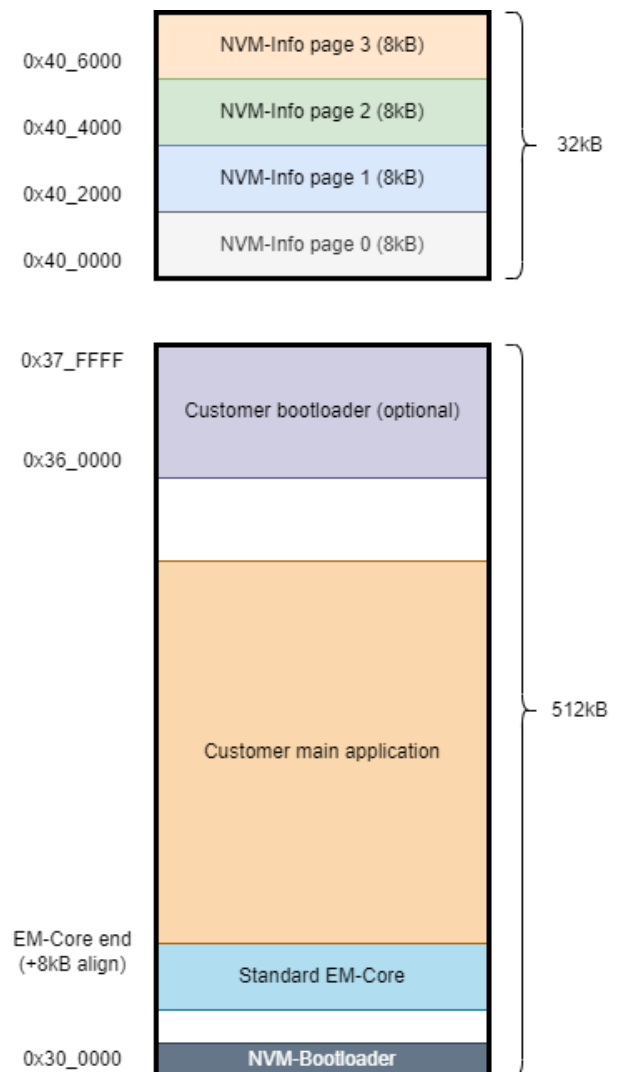 NVM-Info page 3 (8kB)
0x40_6000
NVM-Info page 2 (8kB)
0x40_4000
32kB
NVM-Info page 1 (8kB)
0x40_2000
NVM-Info page 0 (8kB)
0x40_0000
0x37_FFFF
Customer bootloader (optional)
0x36_0000
512kB
Customer main application
EM-Core end
(+8kB align)
Standard EM-Core
0x30_0000
NVM-Bootloader